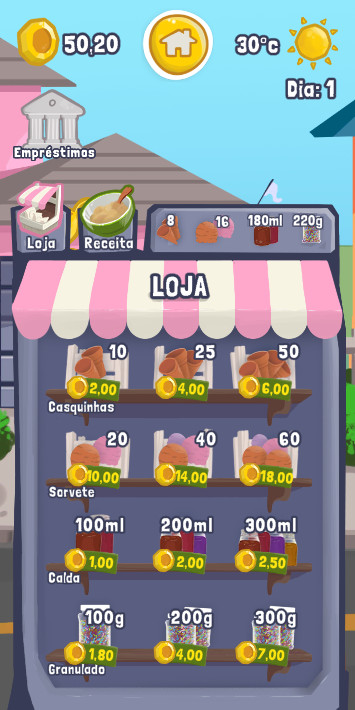 50,20 30°c
Dia: 1
Empréstimos
8 16 180ml 220g
Loja Receita
LOJA
10 25 50
2,00 4,00 6,00
Casquinhas
20 40 60
10,00 14,00 18,00
Sorvete
100ml 200ml 300ml
1,00 2,00 2,50
Calda
100g 200g 300g
1,80 4,00 7,00
Granulado